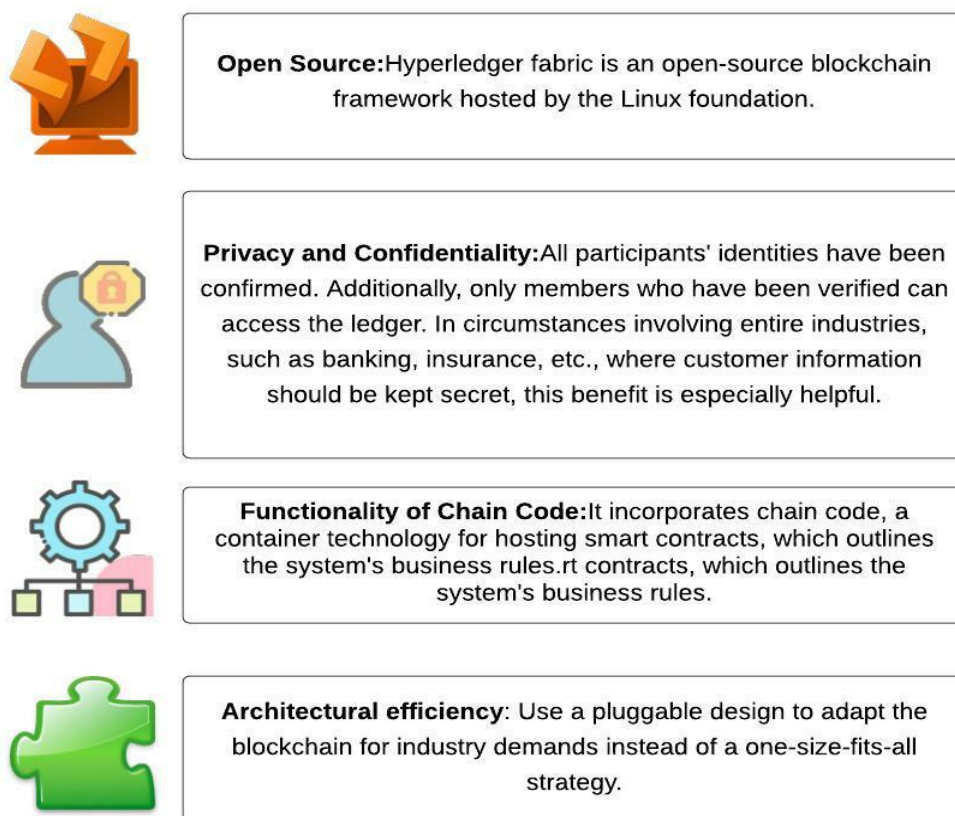 Open Source:Hyperledger fabric is an open-source blockchain
framework hosted by the Linux foundation.
Privacy and Confidentiality:All participants' identities have been
confirmed. Additionally, only members who have been verified can
access the ledger. In circumstances involving entire industries,
such as banking, insurance, etc., where customer information
should be kept secret, this benefit is especially helpful.
Functionality of Chain Code:It incorporates chain code, a
container technology for hosting smart contracts, which outlines
the system's business rules.rt contracts, which outlines the
system's business rules.
Architectural efficiency: Use a pluggable design to adapt the
blockchain for industry demands instead of a one-size-fits-all
strategy.